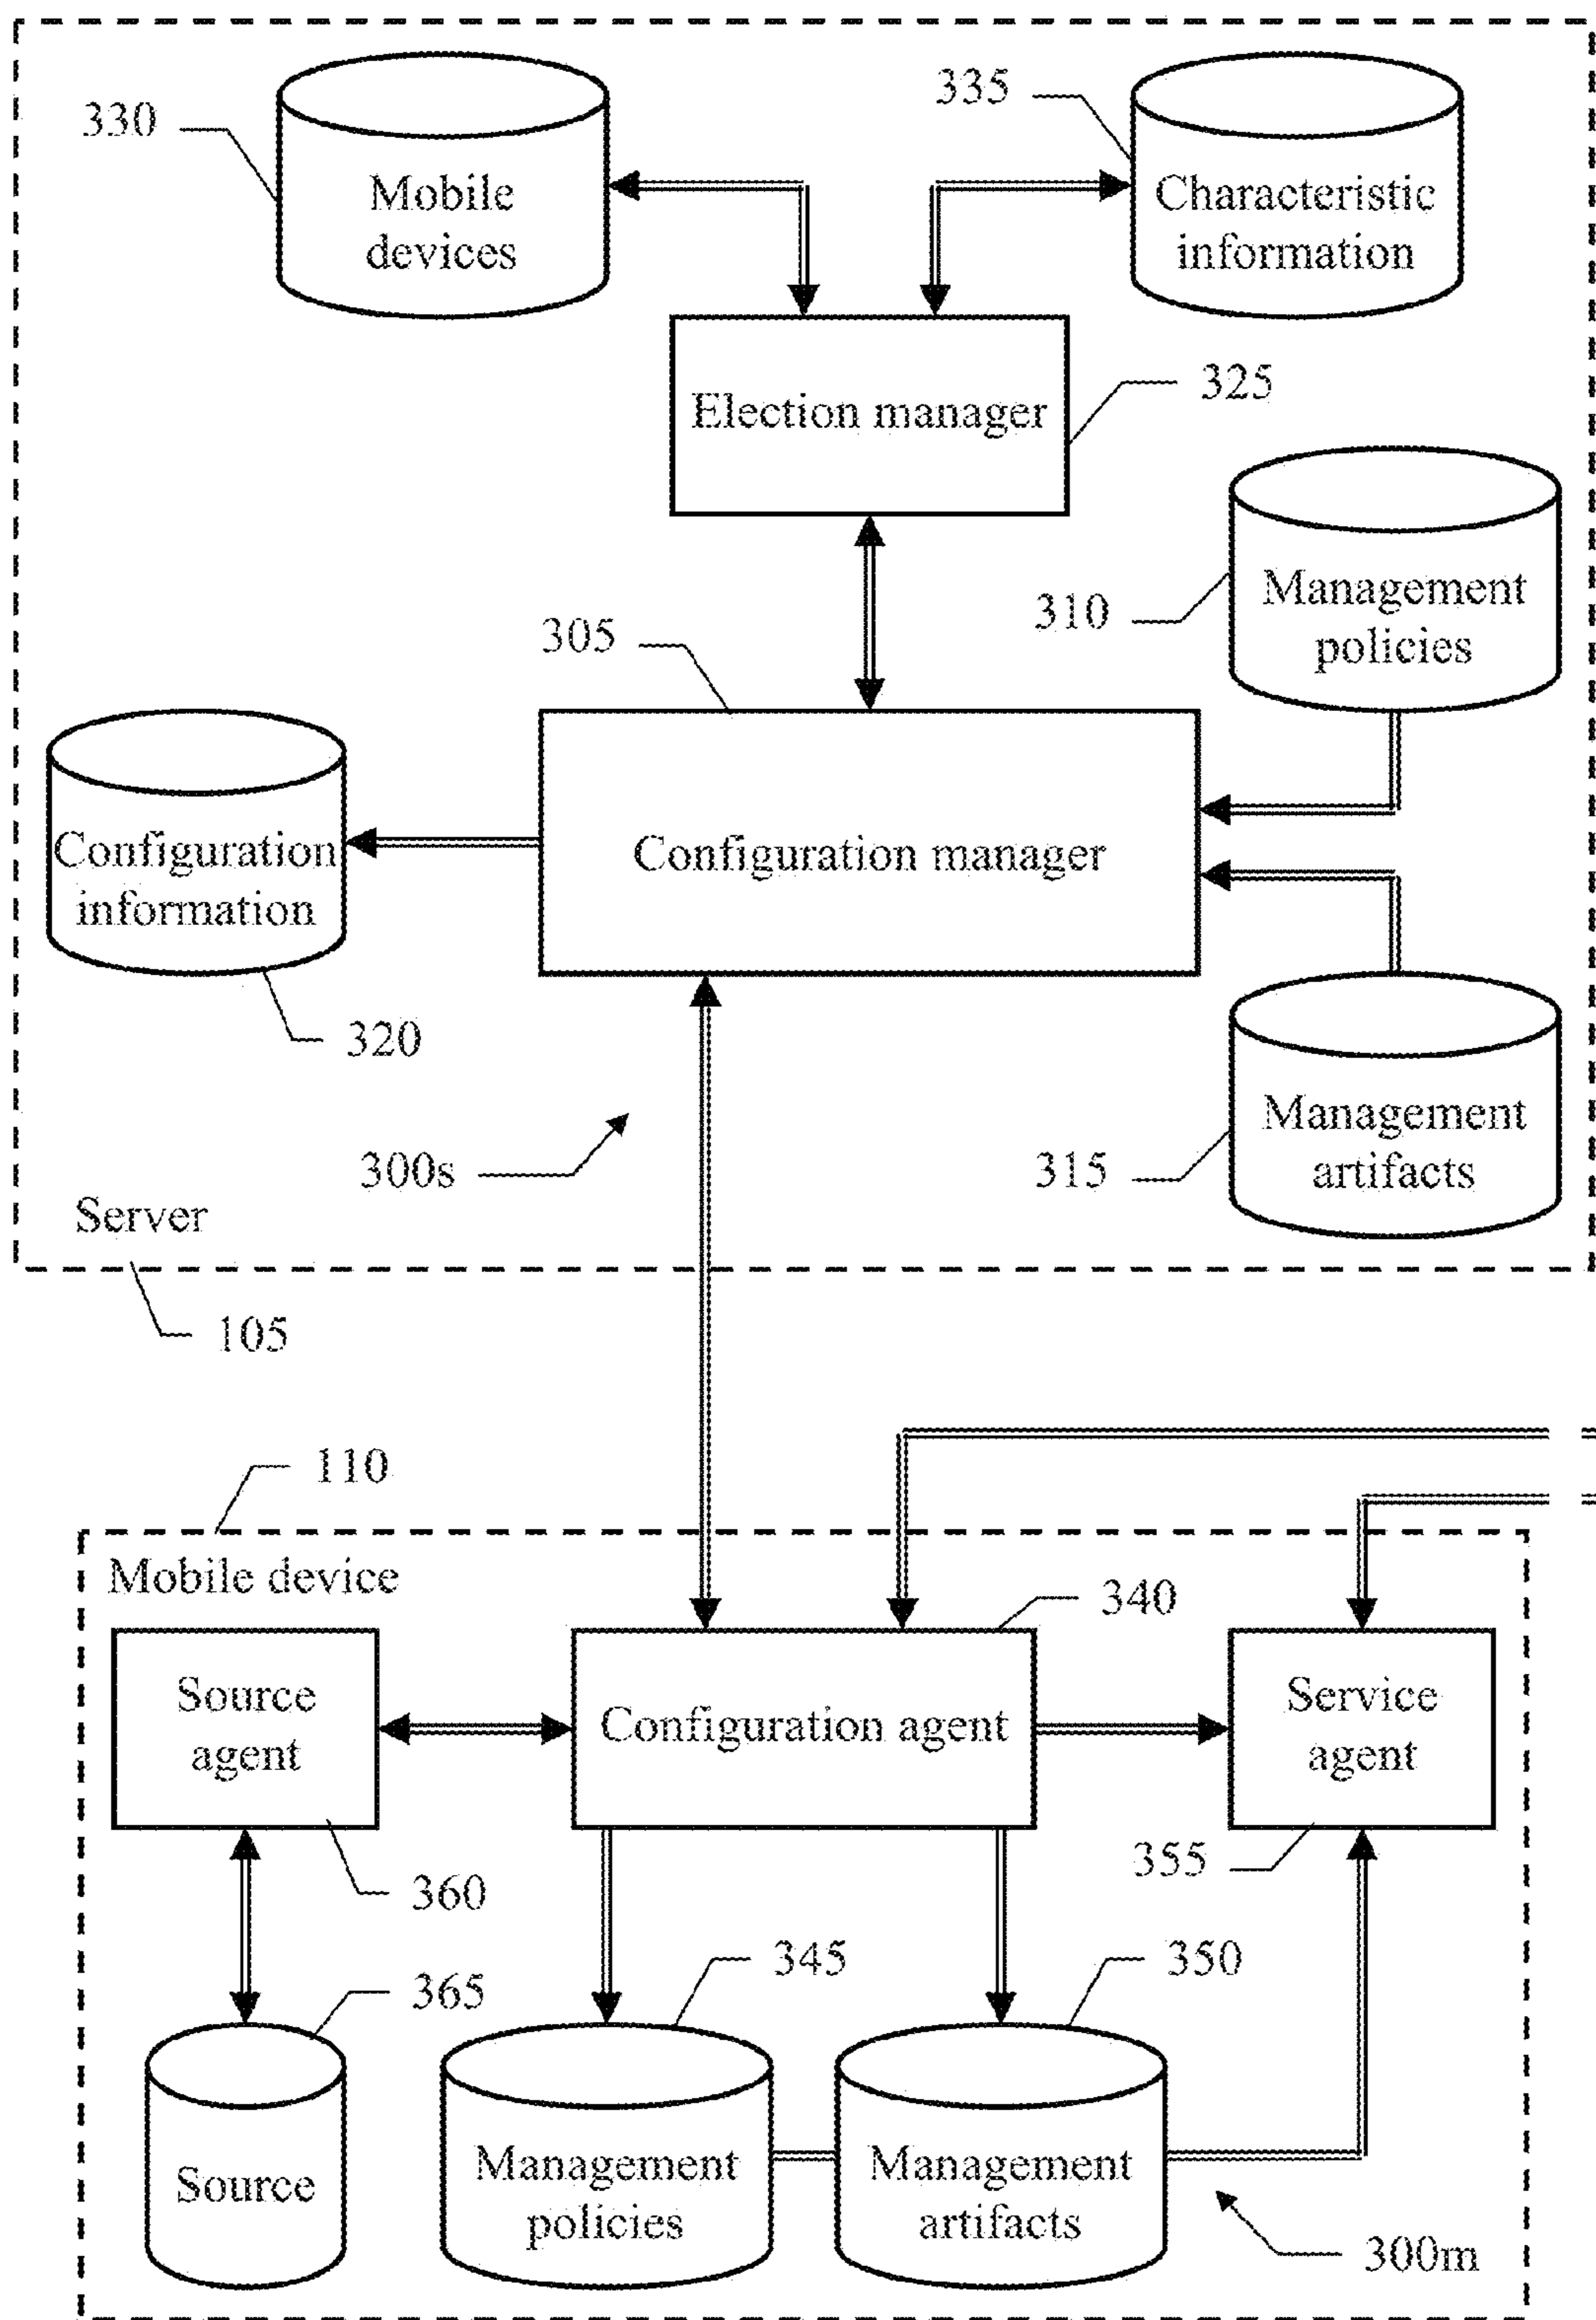 330
Mobile
devices
335
Characteristic
information
Election manager
325
310
Management
policies
305
Configuration
information
Configuration manager
320
300s
315
Management
artifacts
Server
105
110
Mobile device
340
Source
agent
Configuration agent
Service
agent
360
355
365
345
350
Source
Management
policies
Management
artifacts
300m